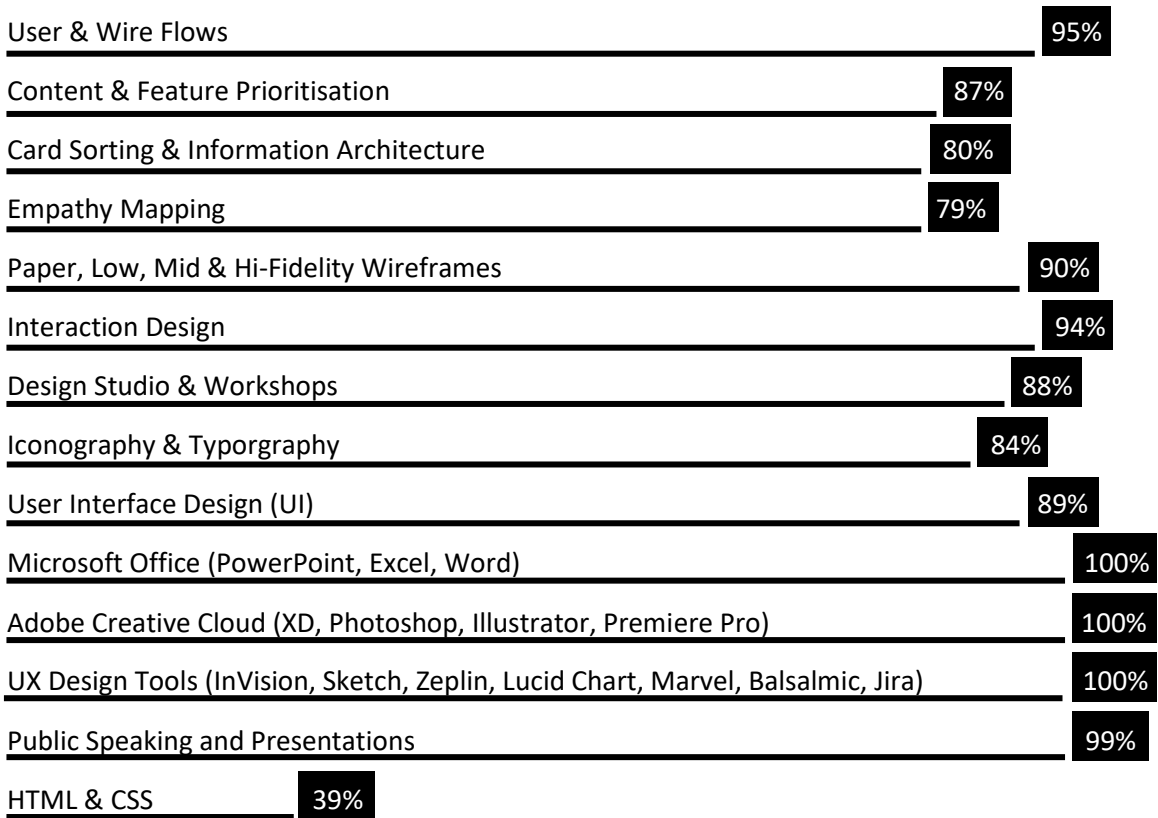 User & Wire Flows 95%
Content & Feature Prioritisation 87%
Card Sorting & Information Architecture 80%
Empathy Mapping 79%
Paper, Low, Mid & Hi-Fidelity Wireframes 90%
Interaction Design 94%
Design Studio & Workshops 88%
Iconography & Typorgraphy 84%
User Interface Design (UI) 89%
Microsoft Office (PowerPoint, Excel, Word) 100%
Adobe Creative Cloud (XD, Photoshop, Illustrator, Premiere Pro) 100%
UX Design Tools (InVision, Sketch, Zeplin, Lucid Chart, Marvel, Balsalmic, Jira) 100%
Public Speaking and Presentations 99%
HTML & CSS 39%